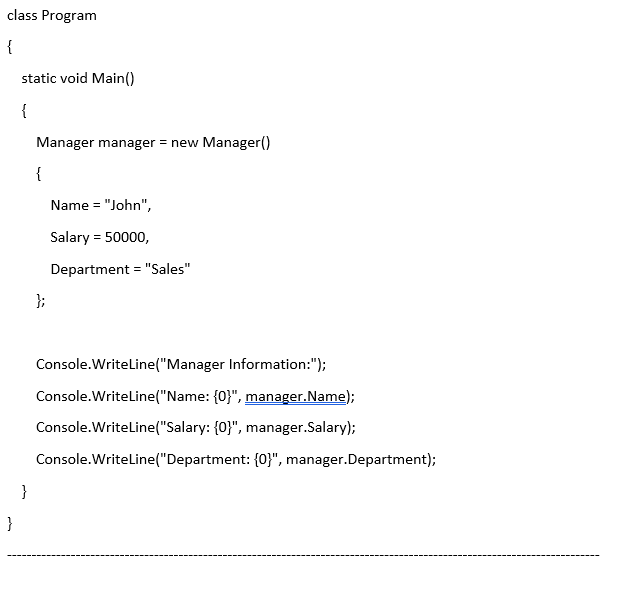 class Program
{
static void Main()
{
Manager manager = new Manager()
{
Name = "John",
Salary = 50000,
Department = "Sales"
};
Console.WriteLine("Manager Information:");
Console.WriteLine("Name: {0}", manager.Name);
Console.WriteLine("Salary: {0}", manager.Salary);
Console.WriteLine("Department: {0}", manager.Department);
}
}